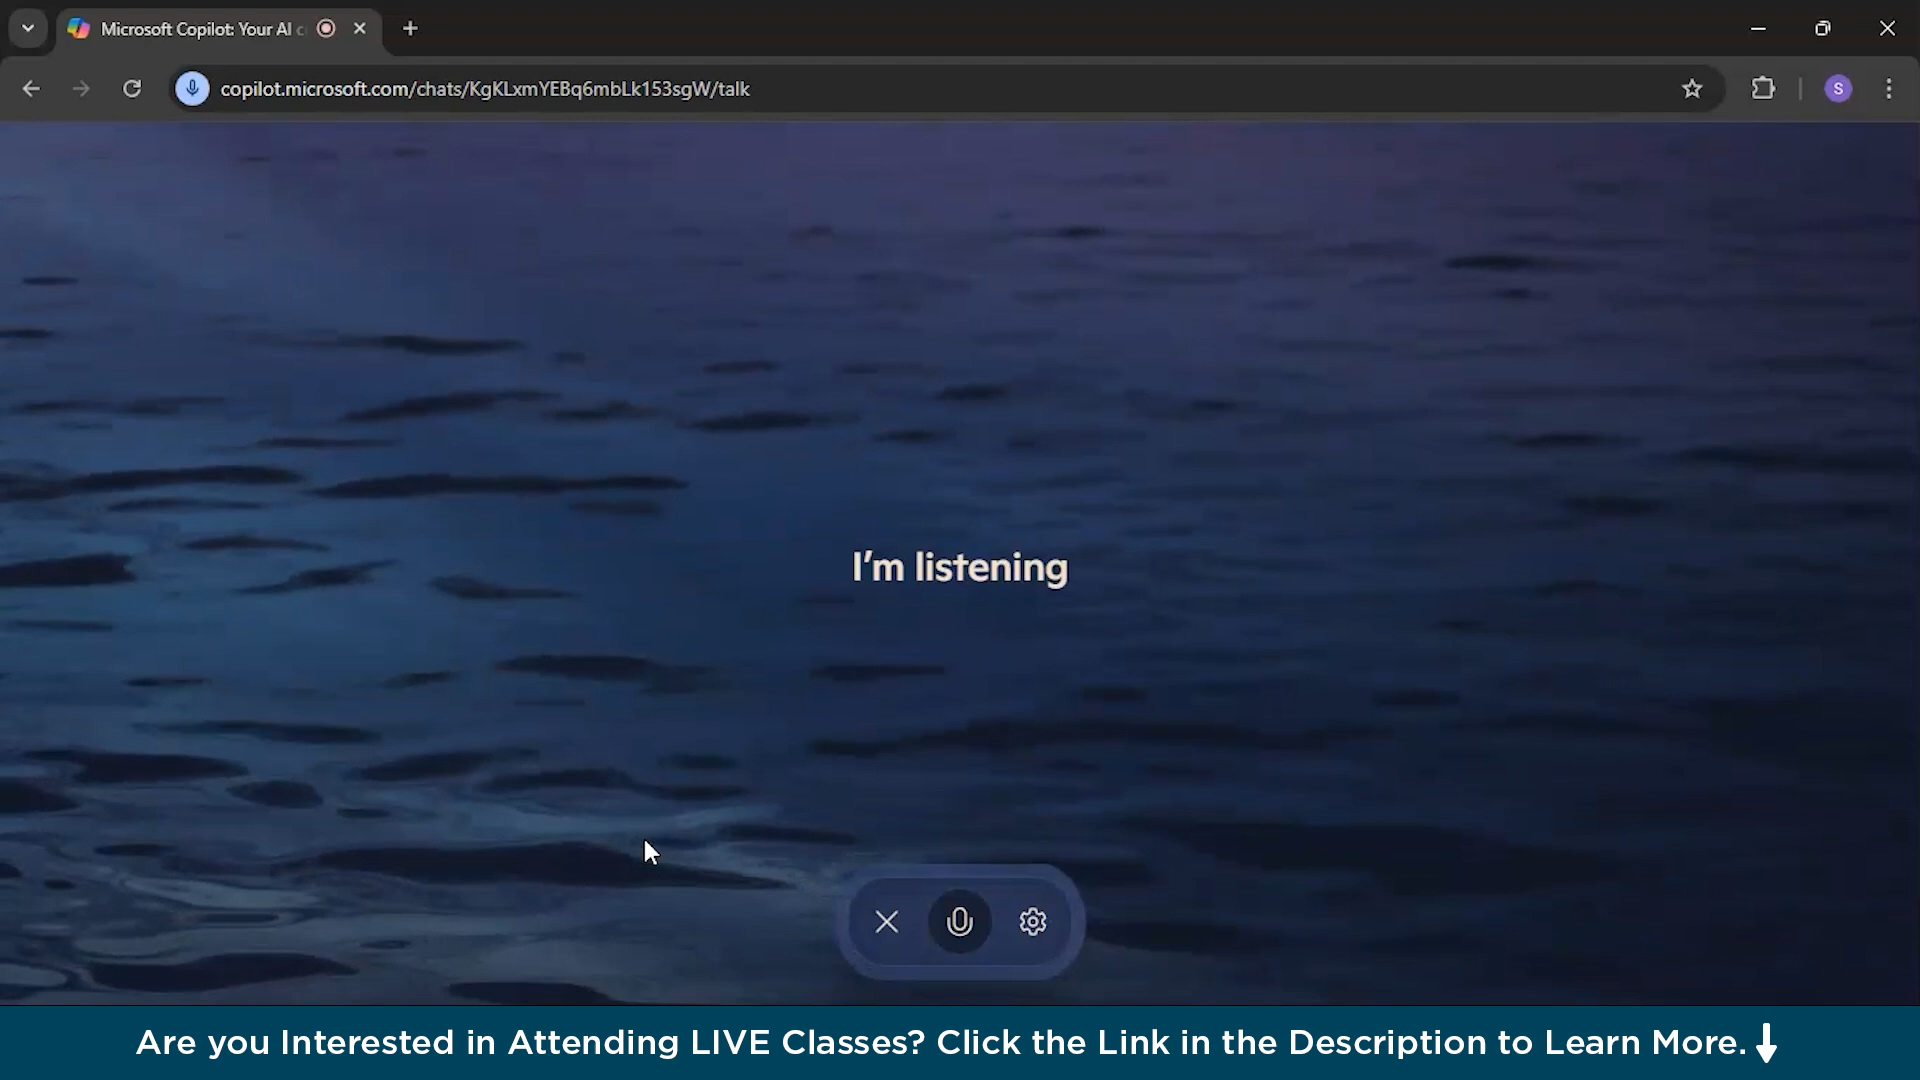 Microsoft Copilot: Your AI c
copilot.microsoft.com/chats/KgKLxmYEBq6mbLk153sgW/talk
S
I'm listening
Are you Interested in Attending LIVE Classes? Click the Link in the Description to Learn More.